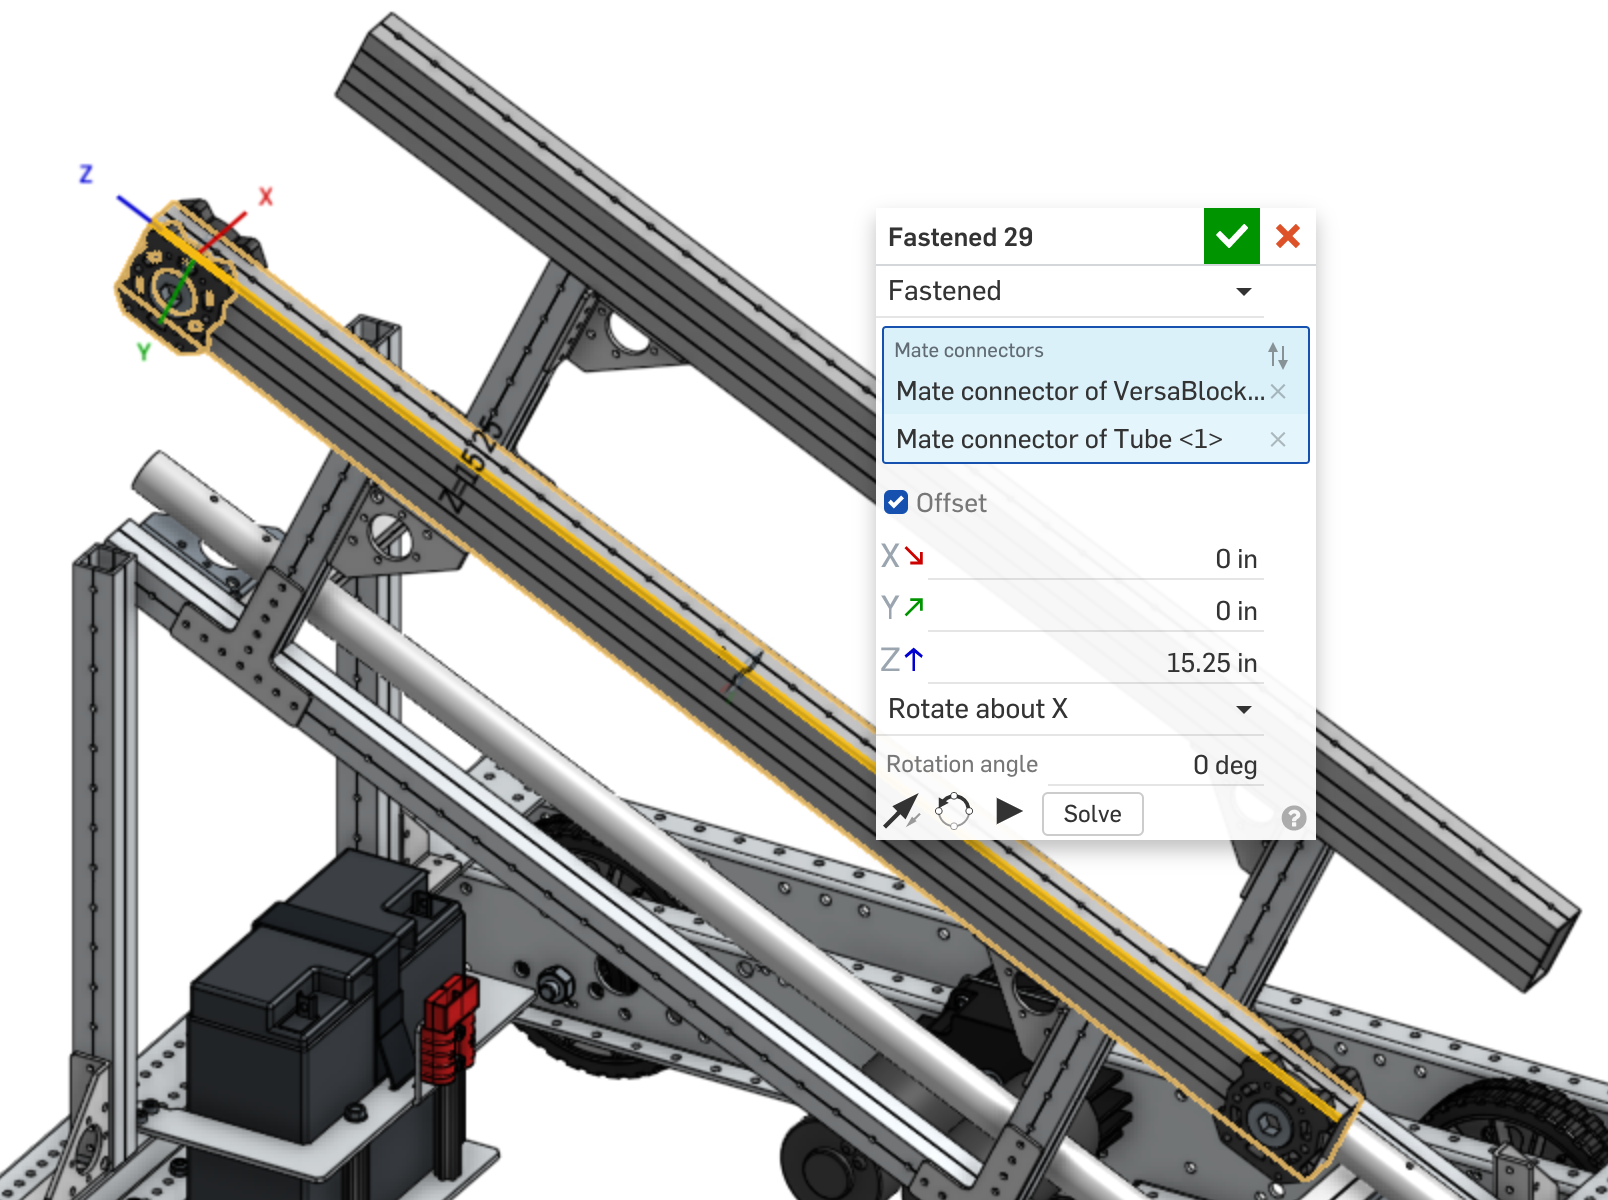 Z
X
Y
Z=15.25
Fastened 29
Fastened
Mate connectors
Mate connector of VersaBlock...
Mate connector of Tube <1>
Offset
X 0 in
Y 0 in
Z 15.25 in
Rotate about X
Rotation angle 0 deg
Solve
?